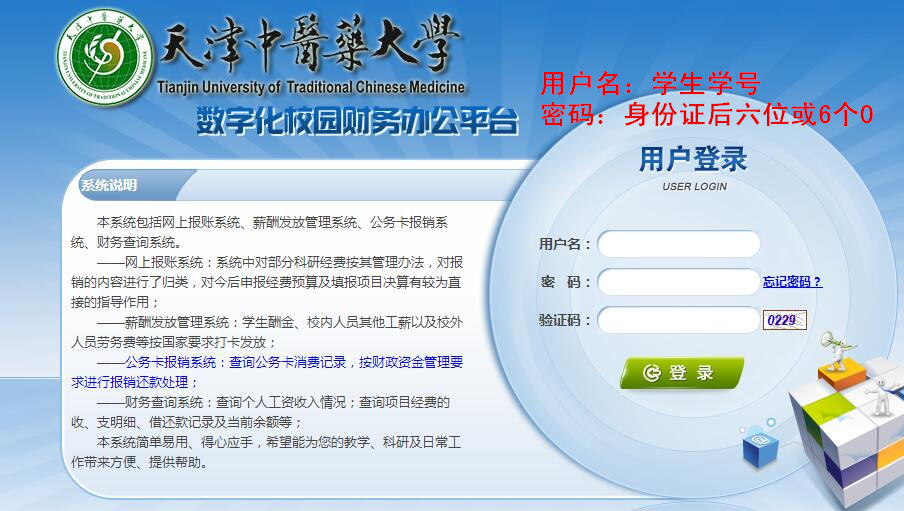 天津中醫藥大學
Tianjin University of Traditional Chinese Medicine
数字化校园财务办公平台
用户名：学生学号
密码：身份证后六位或6个0
系统说明
本系统包括网上报账系统、薪酬发放管理系统、公务卡报销系
统、财务查询系统。
——网上报账系统：系统中对部分科研经费按其管理办法，对报
销的内容进行了归类，对今后申报经费预算及填报项目决算有较为直
接的指导作用；
——薪酬发放管理系统：学生酬金、校内人员其他工薪以及校外
人员劳务费等按国家要求打卡发放；
——公务卡报销系统：查询公务卡消费记录，按财政资金管理要
求进行报销还款处理；
——财务查询系统：查询个人工资收入情况；查询项目经费的
收、支明细、借还款记录及当前余额等；
本系统简单易用、得心应手，希望能为您的教学、科研及日常工
作带来方便、提供帮助。
用户登录
USER LOGIN
用户名：
密 码：
忘记密码？
验证码：
0229
登 录
@